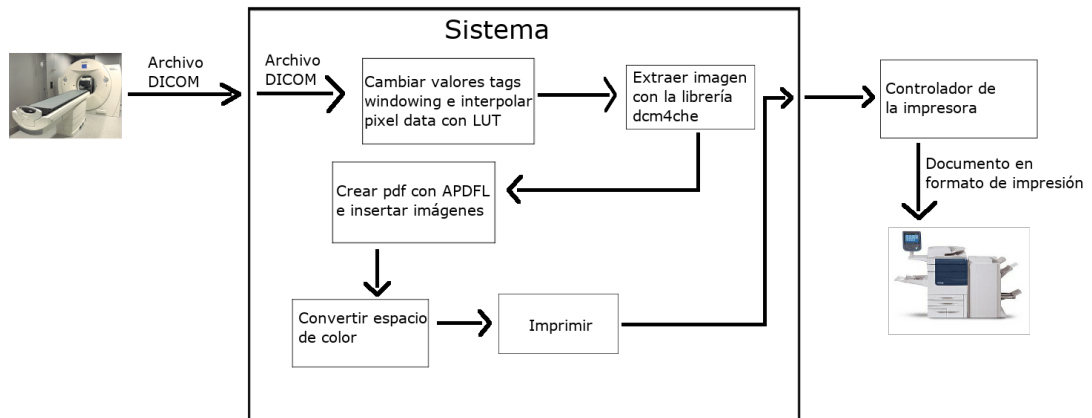 Sistema
Archivo
DICOM
Archivo
DICOM
Cambiar valores tags
windowing e interpolar
pixel data con LUT
Extraer imagen
con la librería
dcm4che
Controlador de
la impresora
Crear pdf con APDFL
e insertar imágenes
Documento en
formato de impresión
Convertir espacio
de color
Imprimir